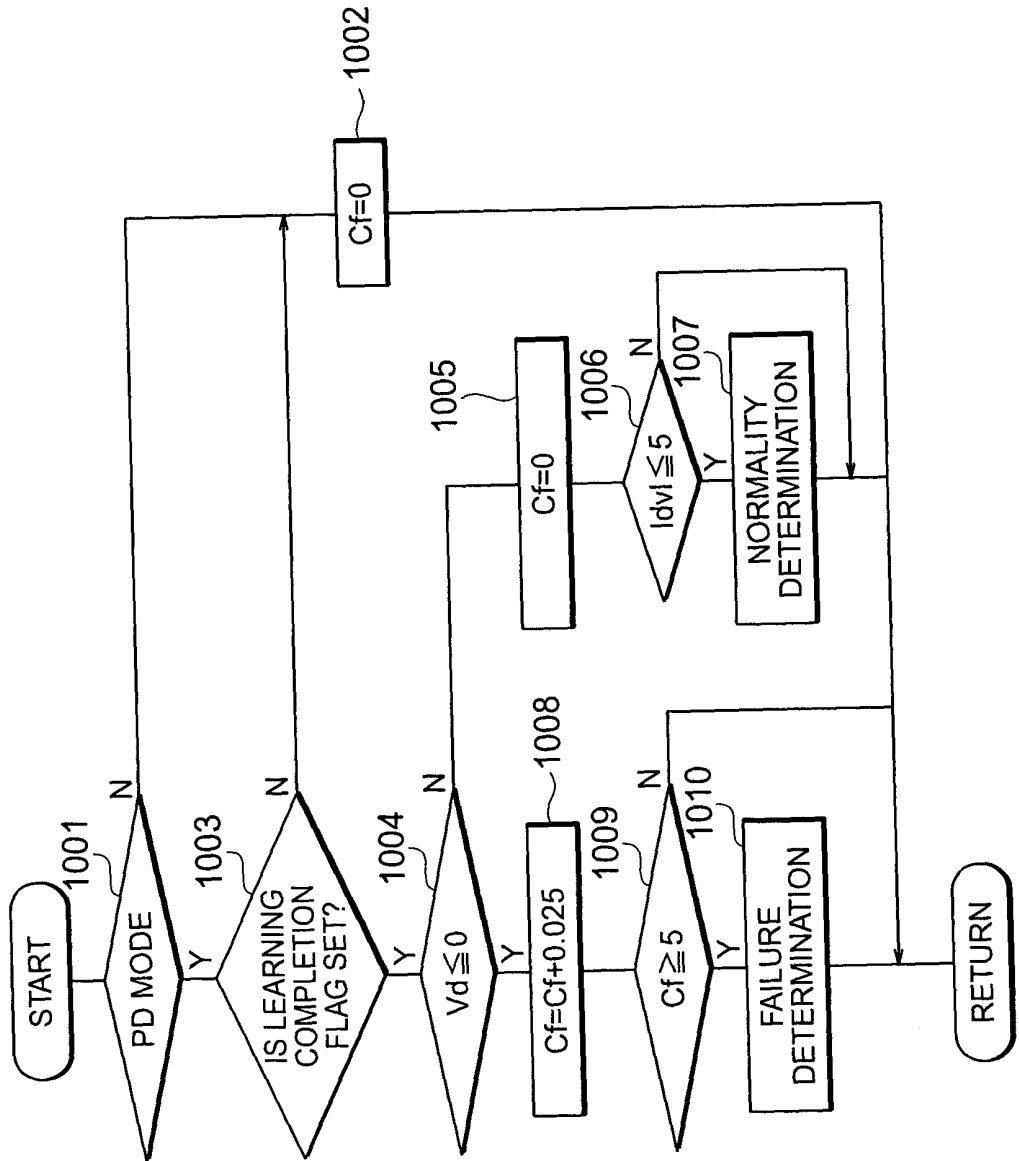 START
1001
PD MODE
N
Y
1003
IS LEARNING
COMPLETION
FLAG SET?
N
Y
1004
Vd≦0
N
Y
1008
Cf=Cf+0.025
1009
Cf≧5
N
Y
1010
FAILURE
DETERMINATION
RETURN
1005
Cf=0
1006
|dv|≦5
N
Y
1007
NORMALITY
DETERMINATION
Cf=0
1002